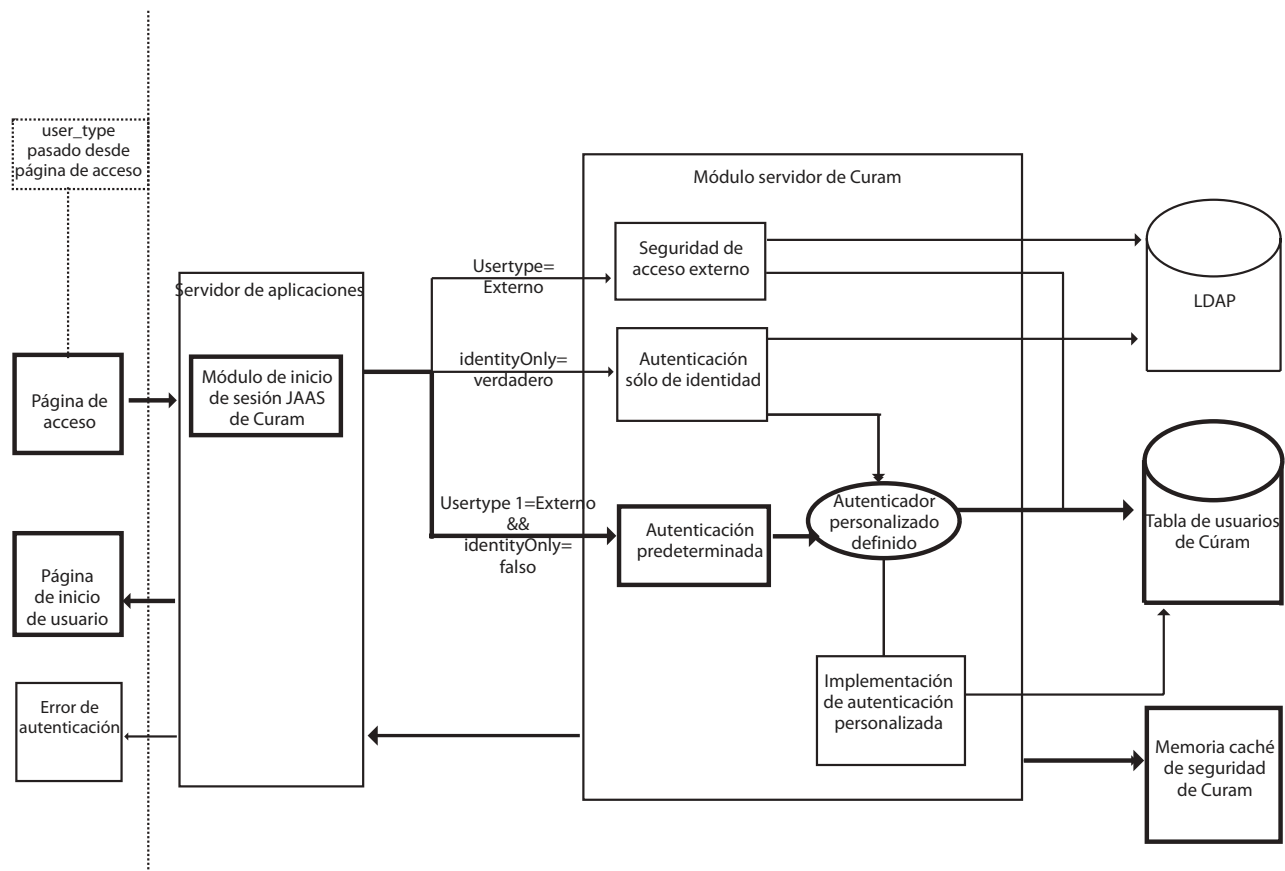 user_type
pasado desde
página de acceso
Módulo servidor de Curam
Seguridad de
acceso externo
Usertype=
Externo
Servidor de aplicaciones
LDAP
Módulo de inicio
de sesión JAAS
de Curam
identityOnly=
verdadero
Autenticación
sólo de identidad
Página de
acceso
Usertype 1=Externo
&&
identityOnly=
falso
Autenticación
predeterminada
Autenticador
personalizado
definido
Tabla de usuarios
de Cúram
Página
de inicio
de usuario
Implementación
de autenticación
personalizada
Error de
autenticación
Memoria caché
de seguridad
de Curam